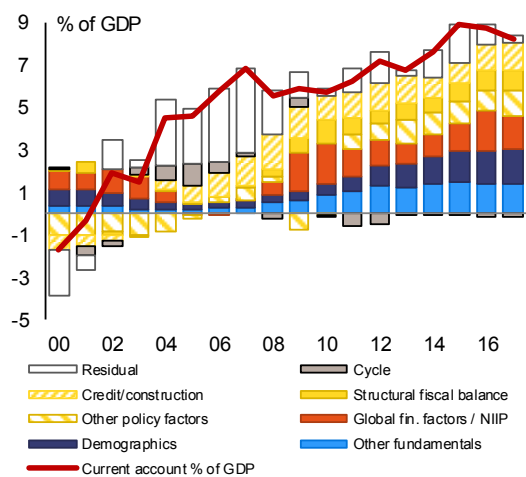 % of GDP
9
7
5
3
1
-1
-3
-5
00 02 04 06 08 10 12 14 16
Residual Cycle
Credit/construction Structural fiscal balance
Other policy factors Global fin. factors / NIIP
Demographics Other fundamentals
Current account % of GDP